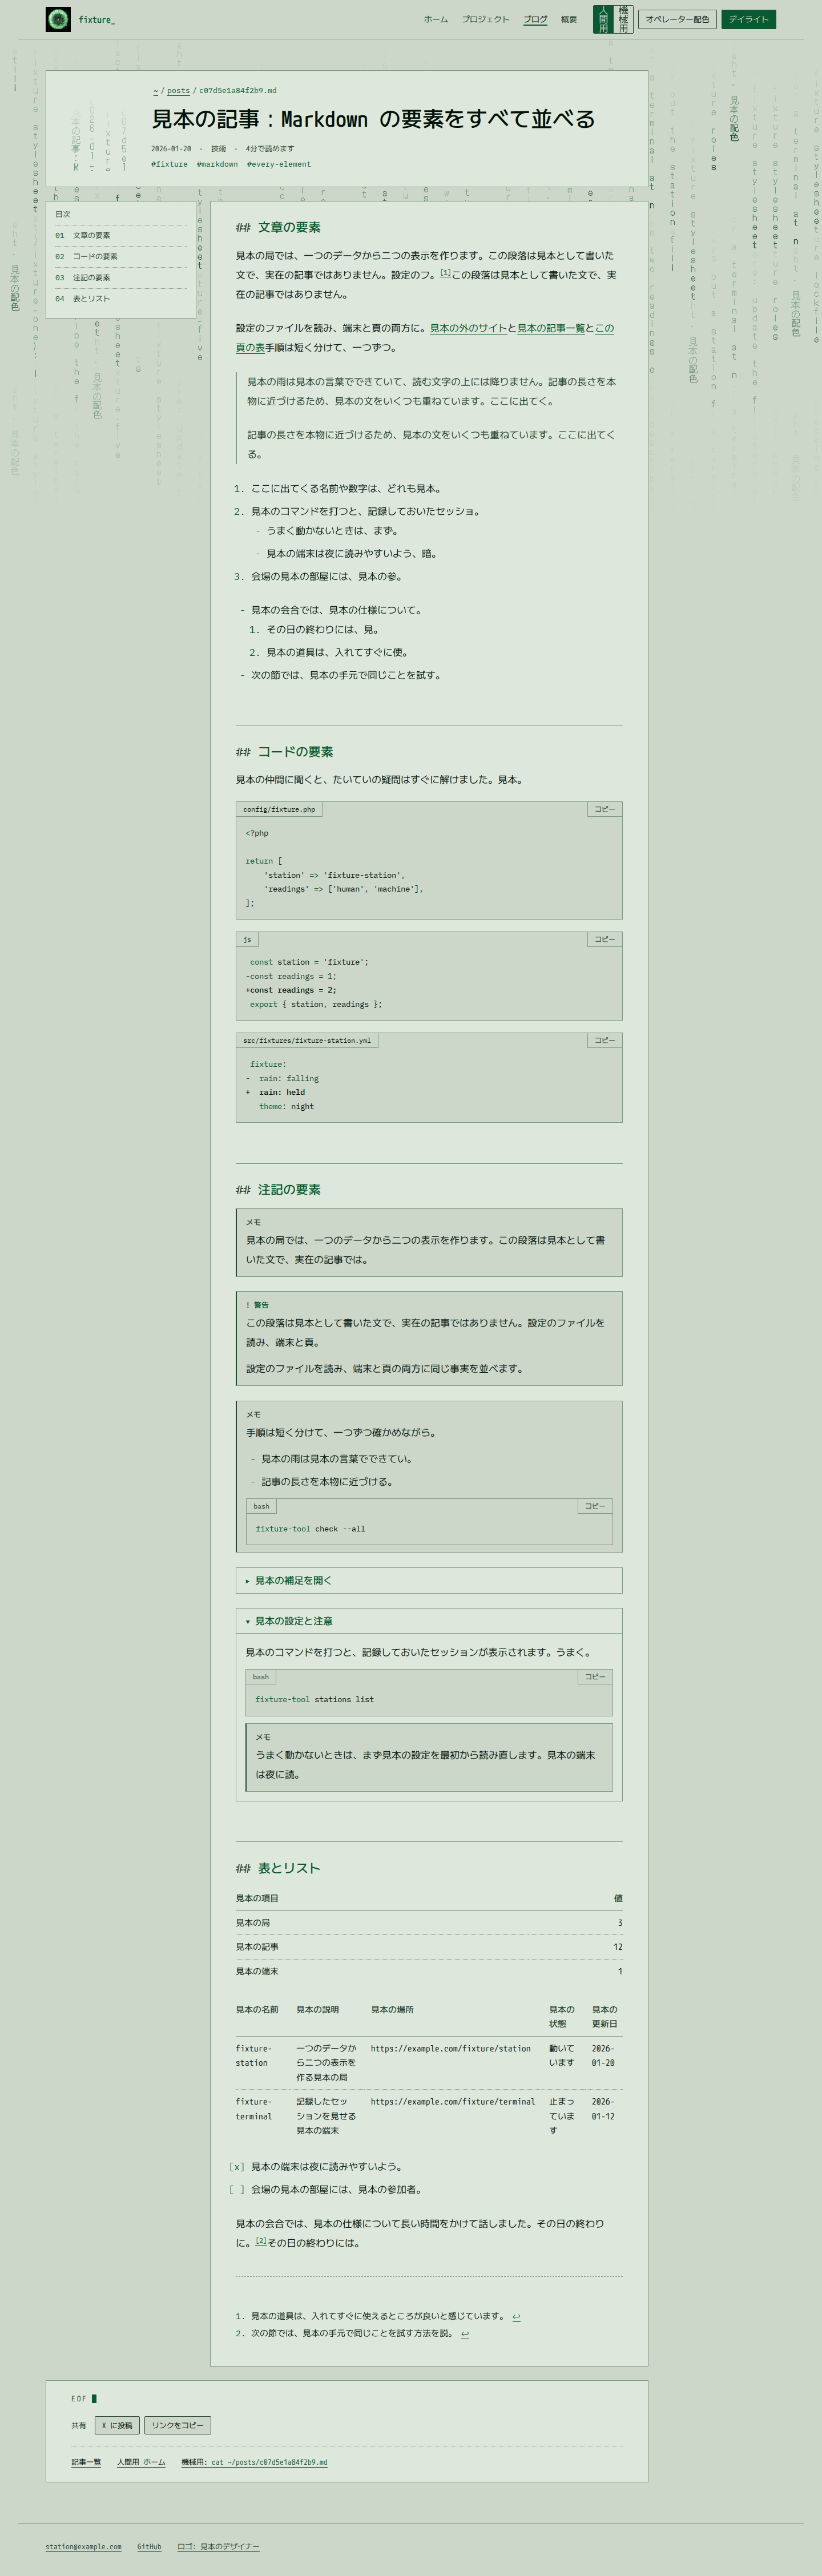 fixture_
ホーム プロジェクト ブログ 概要 人間用 機械用 オペレーター配色 デイライト
~ / posts / c07d5e1a84f2b9.md
見本の記事：Markdown の要素をすべて並べる
2026-01-20 · 技術 · 4分で読めます
#fixture #markdown #every-element
目次
01 文章の要素
02 コードの要素
03 注記の要素
04 表とリスト
## 文章の要素
見本の局では、一つのデータから二つの表示を作ります。この段落は見本として書いた
文で、実在の記事ではありません。設定のフ。[1]この段落は見本として書いた文で、実
在の記事ではありません。
設定のファイルを読み、端末と頁の両方に。見本の外のサイトと見本の記事一覧とこの
頁の表手順は短く分けて、一つずつ。
見本の雨は見本の言葉でできていて、読む文字の上には降りません。記事の長さを本
物に近づけるため、見本の文をいくつも重ねています。ここに出てく。
記事の長さを本物に近づけるため、見本の文をいくつも重ねています。ここに出てく
る。
1. ここに出てくる名前や数字は、どれも見本。
2. 見本のコマンドを打つと、記録しておいたセッショ。
- うまく動かないときは、まず。
- 見本の端末は夜に読みやすいよう、暗。
3. 会場の見本の部屋には、見本の参。
- 見本の会合では、見本の仕様について。
1. その日の終わりには、見。
2. 見本の道具は、入れてすぐに使。
- 次の節では、見本の手元で同じことを試す。
## コードの要素
見本の仲間に聞くと、たいていの疑問はすぐに解けました。見本。
config/fixture.php コピー
<?php
return [
'station' => 'fixture-station',
'readings' => ['human', 'machine'],
];
js コピー
const station = 'fixture';
-const readings = 1;
+const readings = 2;
export { station, readings };
src/fixtures/fixture-station.yml コピー
fixture:
- rain: falling
+ rain: held
theme: night
## 注記の要素
メモ
見本の局では、一つのデータから二つの表示を作ります。この段落は見本として書
いた文で、実在の記事では。
! 警告
この段落は見本として書いた文で、実在の記事ではありません。設定のファイルを
読み、端末と頁。
設定のファイルを読み、端末と頁の両方に同じ事実を並べます。
メモ
手順は短く分けて、一つずつ確かめながら。
- 見本の雨は見本の言葉でできてい。
- 記事の長さを本物に近づける。
bash コピー
fixture-tool check --all
▸ 見本の補足を開く
▾ 見本の設定と注意
見本のコマンドを打つと、記録しておいたセッションが表示されます。うまく。
bash コピー
fixture-tool stations list
メモ
うまく動かないときは、まず見本の設定を最初から読み直します。見本の端末
は夜に読。
## 表とリスト
見本の項目 値
見本の局 3
見本の記事 12
見本の端末 1
見本の名前 見本の説明 見本の場所 見本の状態 見本の更新日
fixture-station 一つのデータから二つの表示を作る見本の局 https://example.com/fixture/station 動いています 2026-01-20
fixture-terminal 記録したセッションを見せる見本の端末 https://example.com/fixture/terminal 止まっています 2026-01-12
[x] 見本の端末は夜に読みやすいよう。
[ ] 会場の見本の部屋には、見本の参加者。
見本の会合では、見本の仕様について長い時間をかけて話しました。その日の終わり
に。[2]その日の終わりには。
1. 見本の道具は、入れてすぐに使えるところが良いと感じています。 ↩
2. 次の節では、見本の手元で同じことを試す方法を説。 ↩
EOF
共有 X に投稿 リンクをコピー
記事一覧 人間用 ホーム 機械用: cat ~/posts/c07d5e1a84f2b9.md
station@example.com GitHub ロゴ: 見本のデザイナー